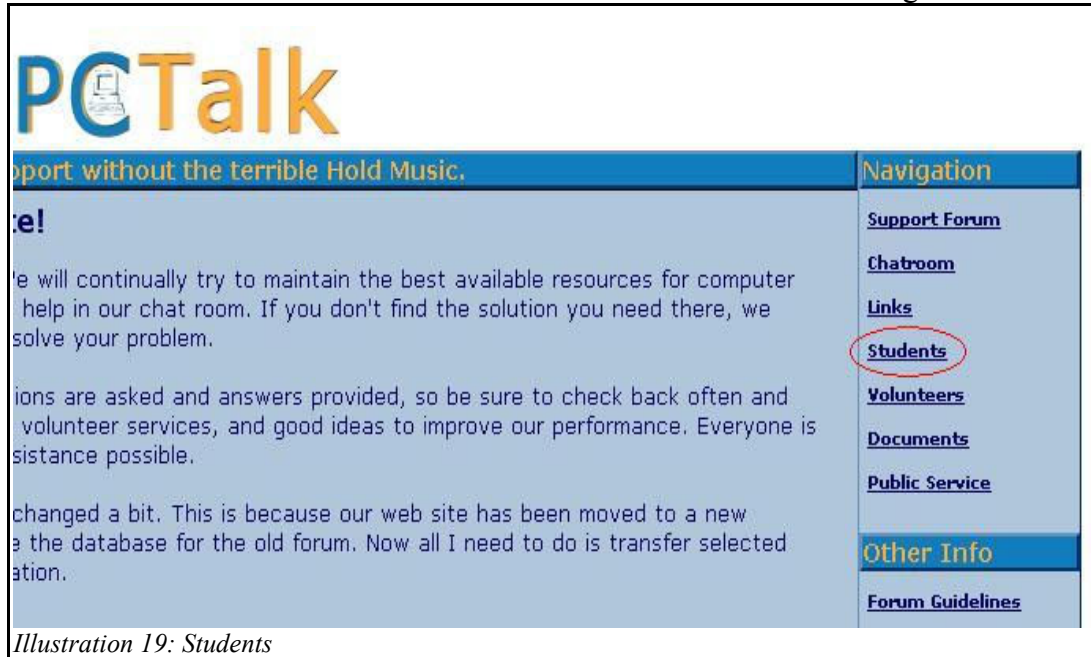 PCTalk
pport without the terrible Hold Music.
te!
e will continually try to maintain the best available resources for computer
help in our chat room. If you don't find the solution you need there, we
solve your problem.
ions are asked and answers provided, so be sure to check back often and
volunteer services, and good ideas to improve our performance. Everyone is
sistance possible.
changed a bit. This is because our web site has been moved to a new
e the database for the old forum. Now all I need to do is transfer selected
ation.
Navigation
Support Forum
Chatroom
Links
Students
Volunteers
Documents
Public Service
Other Info
Forum Guidelines
Illustration 19: Students